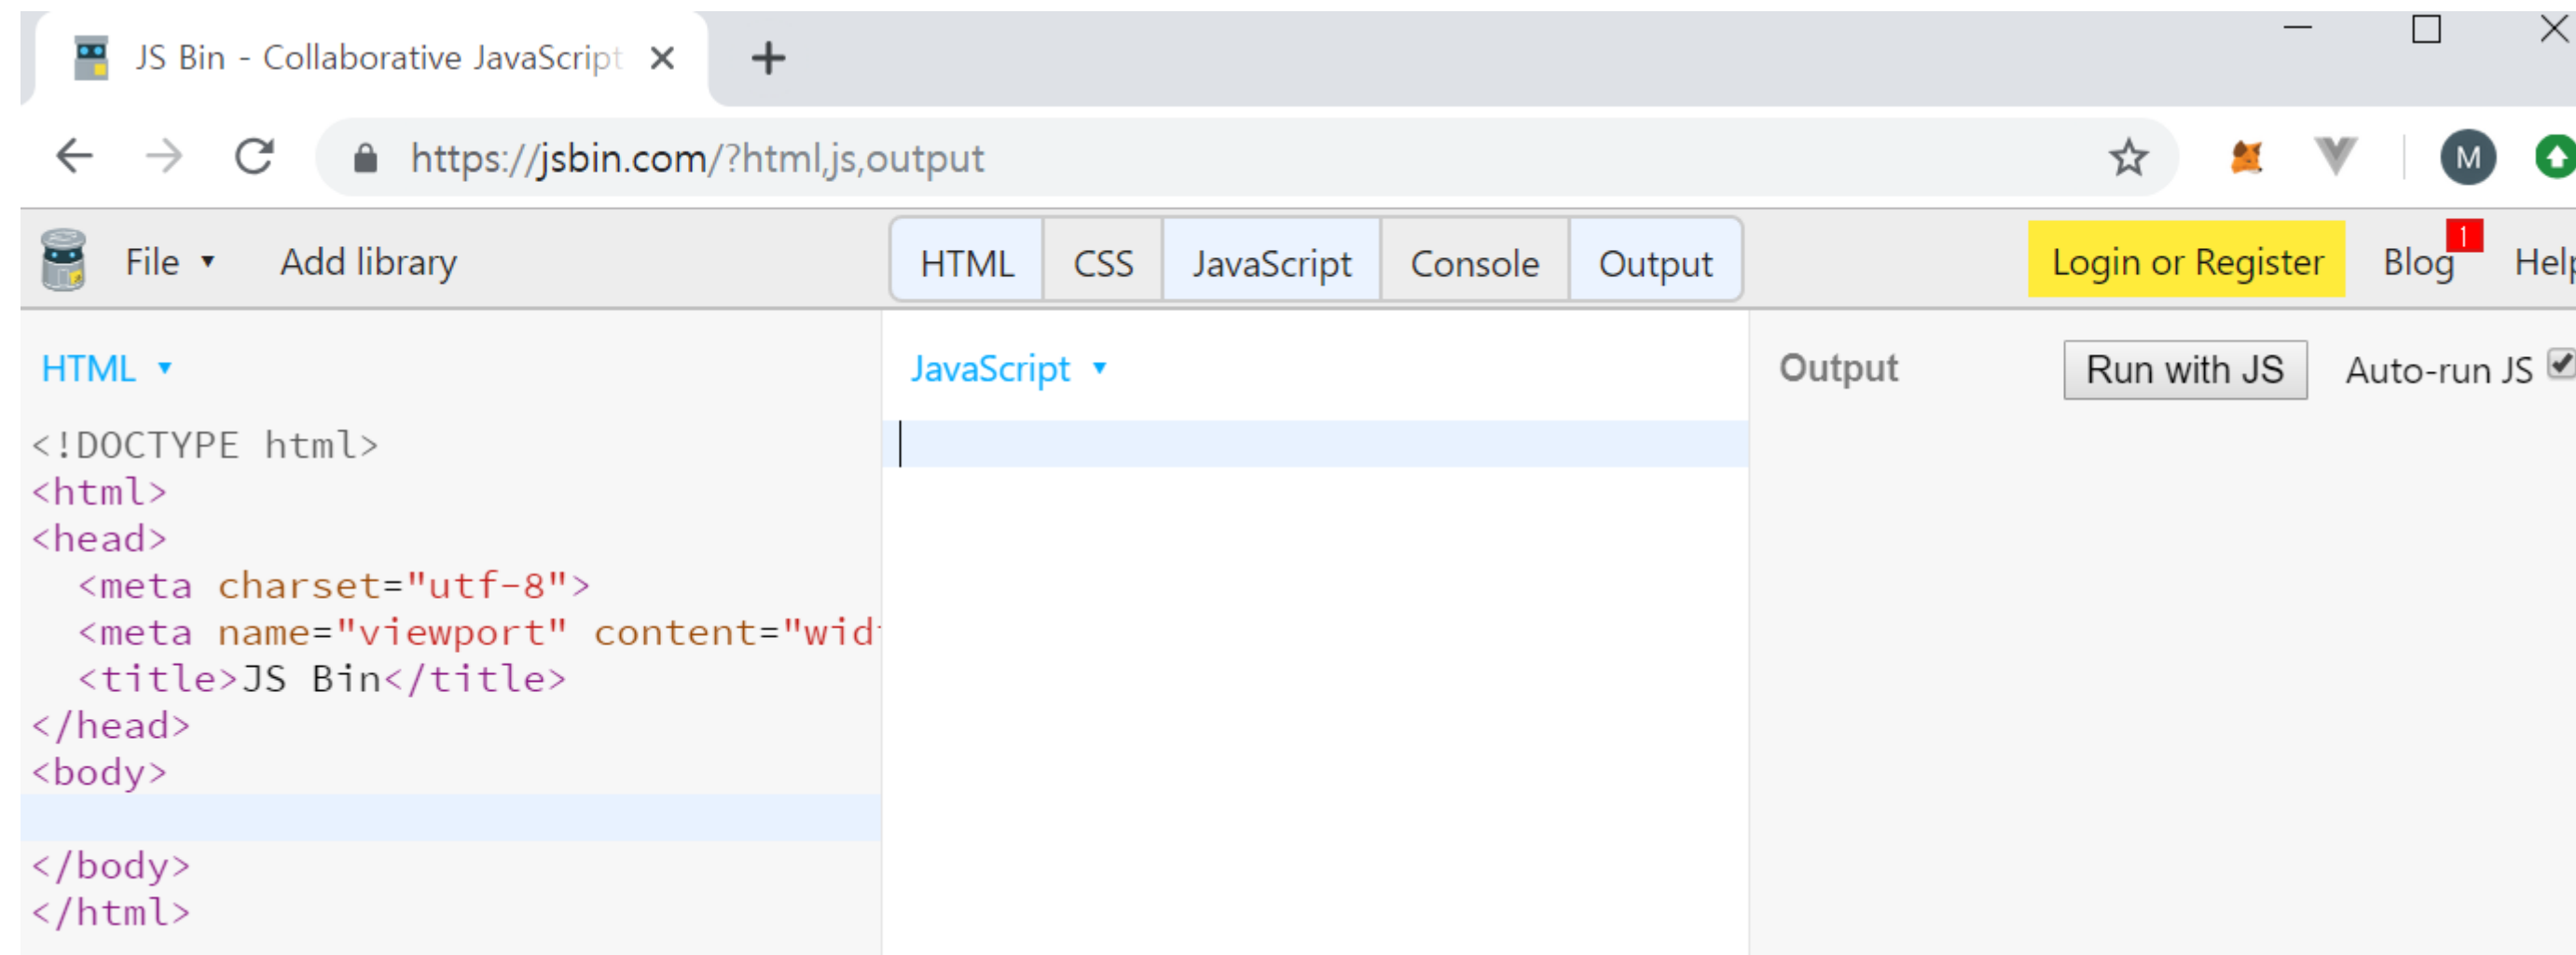 JS Bin - Collaborative JavaScript
https://jsbin.com/?html,js,output
M
File Add library HTML CSS JavaScript Console Output Login or Register Blog 1 Help
HTML JavaScript Output Run with JS Auto-run JS
<!DOCTYPE html>
<html>
<head>
<meta charset="utf-8">
<meta name="viewport" content="wid
<title>JS Bin</title>
</head>
<body>
</body>
</html>